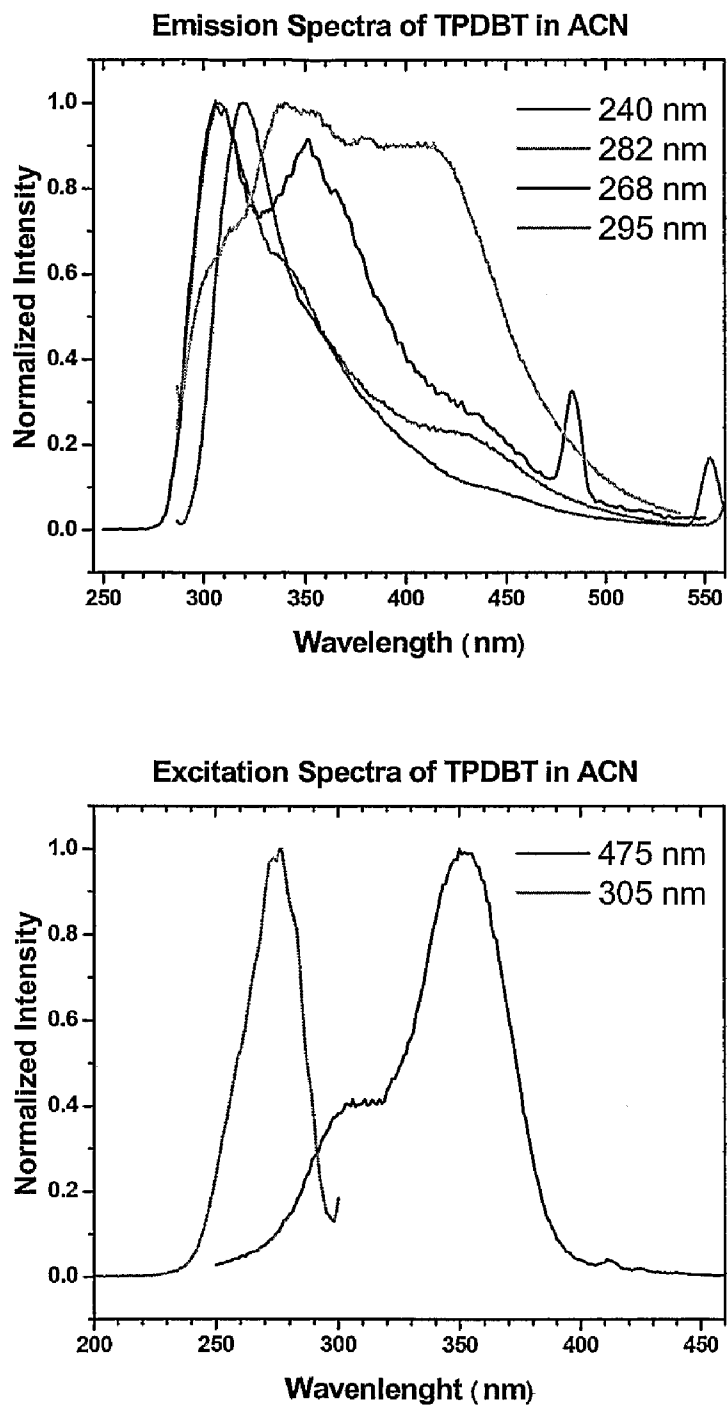 Emission Spectra of TPDBT in ACN
1.0
0.8
0.6
0.4
0.2
0.0
Normalized Intensity
240 nm
282 nm
268 nm
295 nm
250 300 350 400 450 500 550
Wavelength (nm)
Excitation Spectra of TPDBT in ACN
1.0
0.8
0.6
0.4
0.2
0.0
Normalized Intensity
475 nm
305 nm
200 250 300 350 400 450
Wavenlenght (nm)